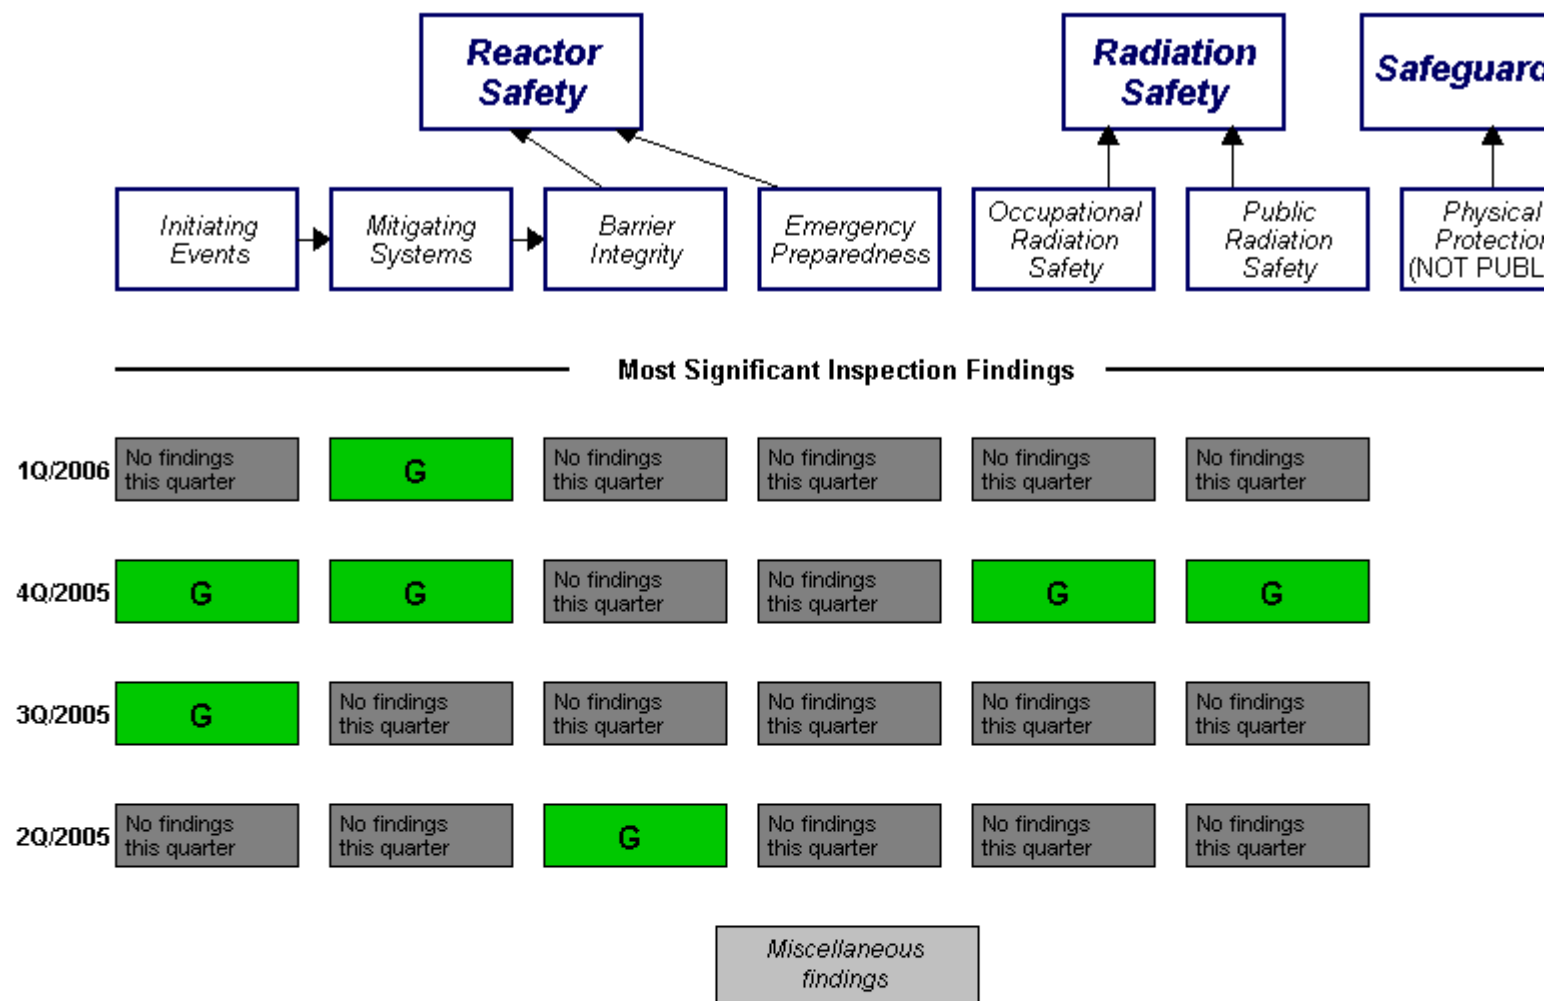 Reactor
Safety
Radiation
Safety
Safeguard
Initiating
Events
Mitigating
Systems
Barrier
Integrity
Emergency
Preparedness
Occupational
Radiation
Safety
Public
Radiation
Safety
Physical
Protection
(NOT PUBL
Most Significant Inspection Findings
1Q/2006
No findings
this quarter
G
No findings
this quarter
No findings
this quarter
No findings
this quarter
No findings
this quarter
4Q/2005
G
G
No findings
this quarter
No findings
this quarter
G
G
3Q/2005
G
No findings
this quarter
No findings
this quarter
No findings
this quarter
No findings
this quarter
No findings
this quarter
2Q/2005
No findings
this quarter
No findings
this quarter
G
No findings
this quarter
No findings
this quarter
No findings
this quarter
Miscellaneous
findings